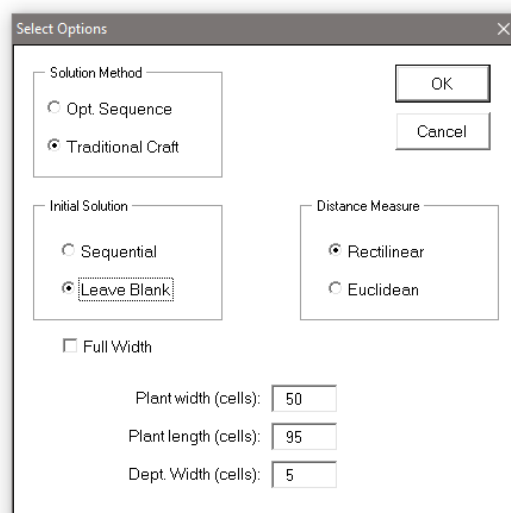 Select Options
Solution Method
Opt. Sequence
Traditional Craft
OK
Cancel
Initial Solution
Sequential
Leave Blank
Distance Measure
Rectilinear
Euclidean
Full Width
Plant width (cells): 50
Plant length (cells): 95
Dept. Width (cells): 5